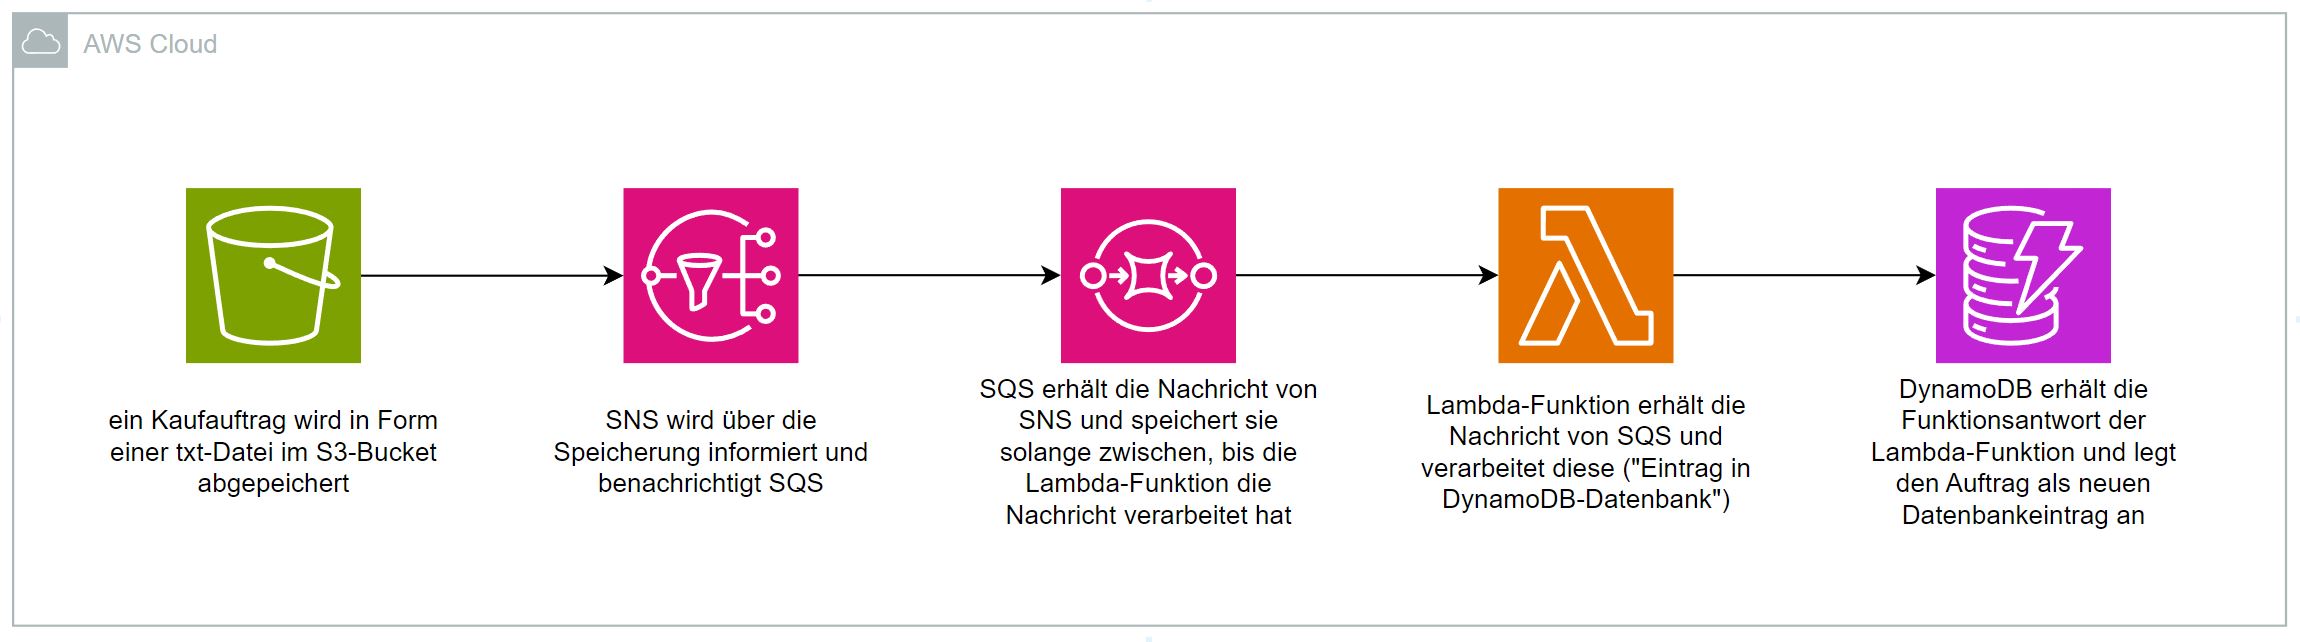 AWS Cloud
ein Kaufauftrag wird in Form
einer txt-Datei im S3-Bucket
abgepeichert
SNS wird über die
Speicherung informiert und
benachrichtigt SQS
SQS erhält die Nachricht von
SNS und speichert sie
solange zwischen, bis die
Lambda-Funktion die
Nachricht verarbeitet hat
Lambda-Funktion erhält die
Nachricht von SQS und
verarbeitet diese ("Eintrag in
DynamoDB-Datenbank")
DynamoDB erhält die
Funktionsantwort der
Lambda-Funktion und legt
den Auftrag als neuen
Datenbankeintrag an